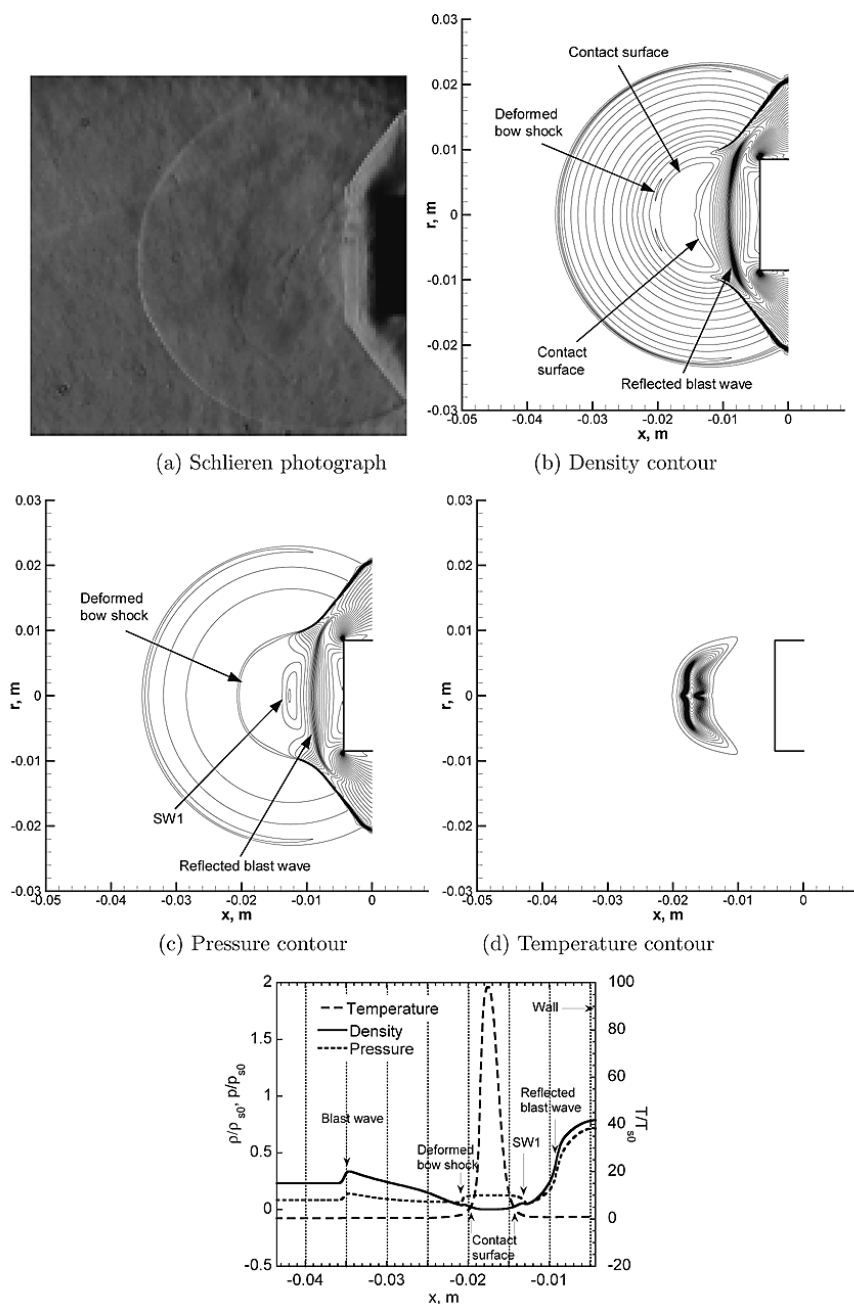 0.03
0.02
0.01
0
-0.01
-0.02
-0.03
r, m
Contact surface
Deformed
bow shock
Contact
surface
Reflected blast wave
-0.05
-0.04
-0.03
-0.02
-0.01
0
x, m
(a) Schlieren photograph
(b) Density contour
0.03
0.02
0.01
0
-0.01
-0.02
-0.03
r, m
Deformed
bow shock
SW1
Reflected blast wave
-0.05
-0.04
-0.03
-0.02
-0.01
0
x, m
0.03
0.02
0.01
0
-0.01
-0.02
-0.03
r, m
-0.05
-0.04
-0.03
-0.02
-0.01
0
x, m
(c) Pressure contour
(d) Temperature contour
2
1.5
1
0.5
0
-0.5
ρ/ρs0, p/ps0
Temperature
Density
Pressure
Blast wave
Deformed
bow shock
Contact
surface
SW1
Reflected
blast wave
Wall
100
80
60
40
20
0
-20
T/Ts0
-0.04
-0.03
-0.02
-0.01
x, m